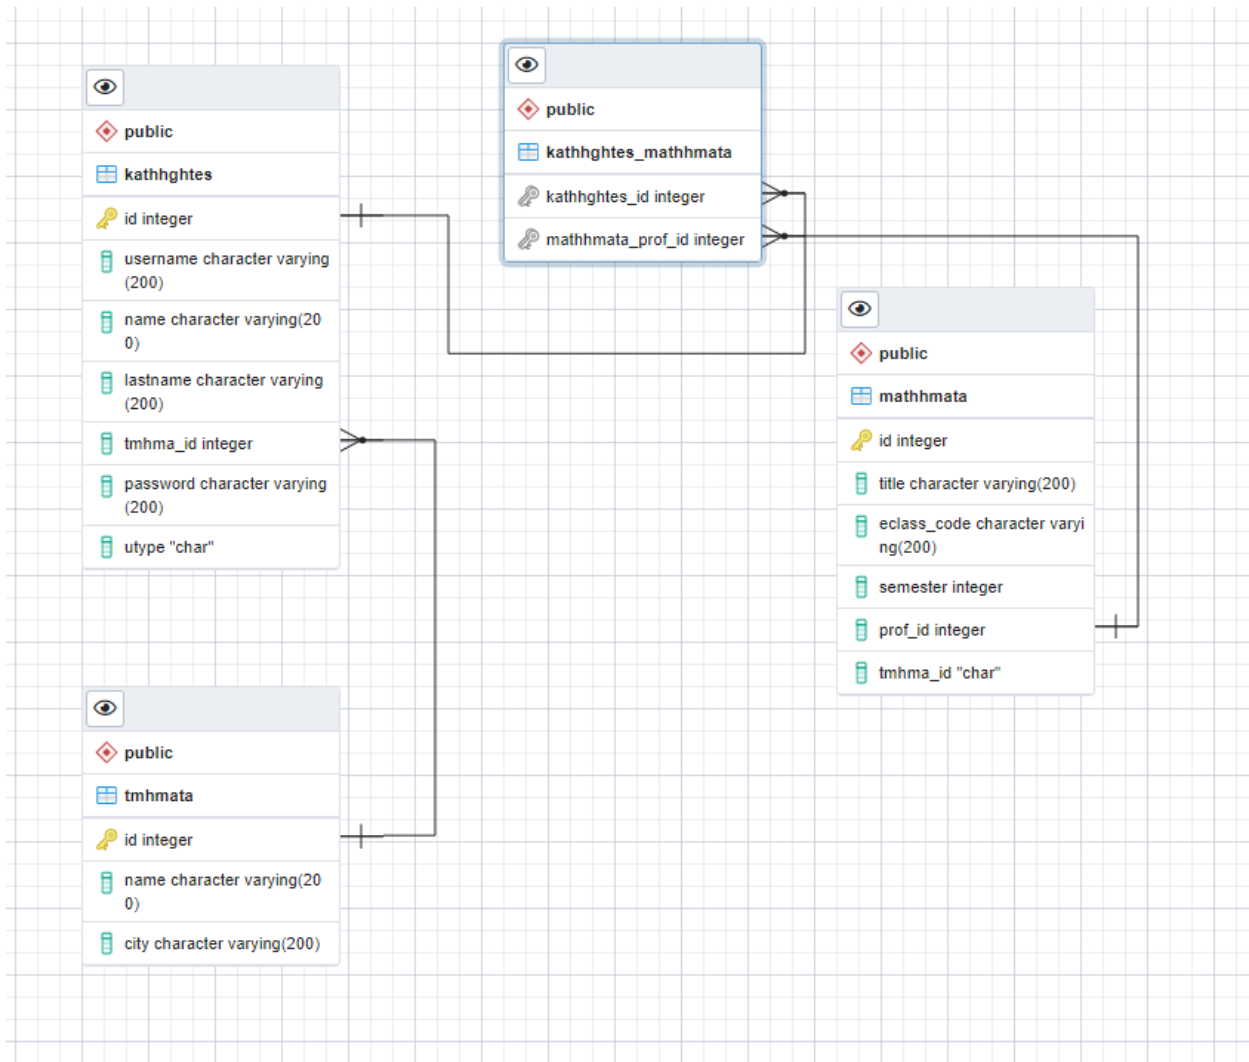 public
kathhghtes
id integer
username character varying
(200)
name character varying(20
0)
lastname character varying
(200)
tmhma_id integer
password character varying
(200)
utype "char"
public
kathhghtes_mathhmata
kathhghtes_id integer
mathhmata_prof_id integer
public
mathhmata
id integer
title character varying(200)
eclass_code character varyi
ng(200)
semester integer
prof_id integer
tmhma_id "char"
public
tmhmata
id integer
name character varying(20
0)
city character varying(200)